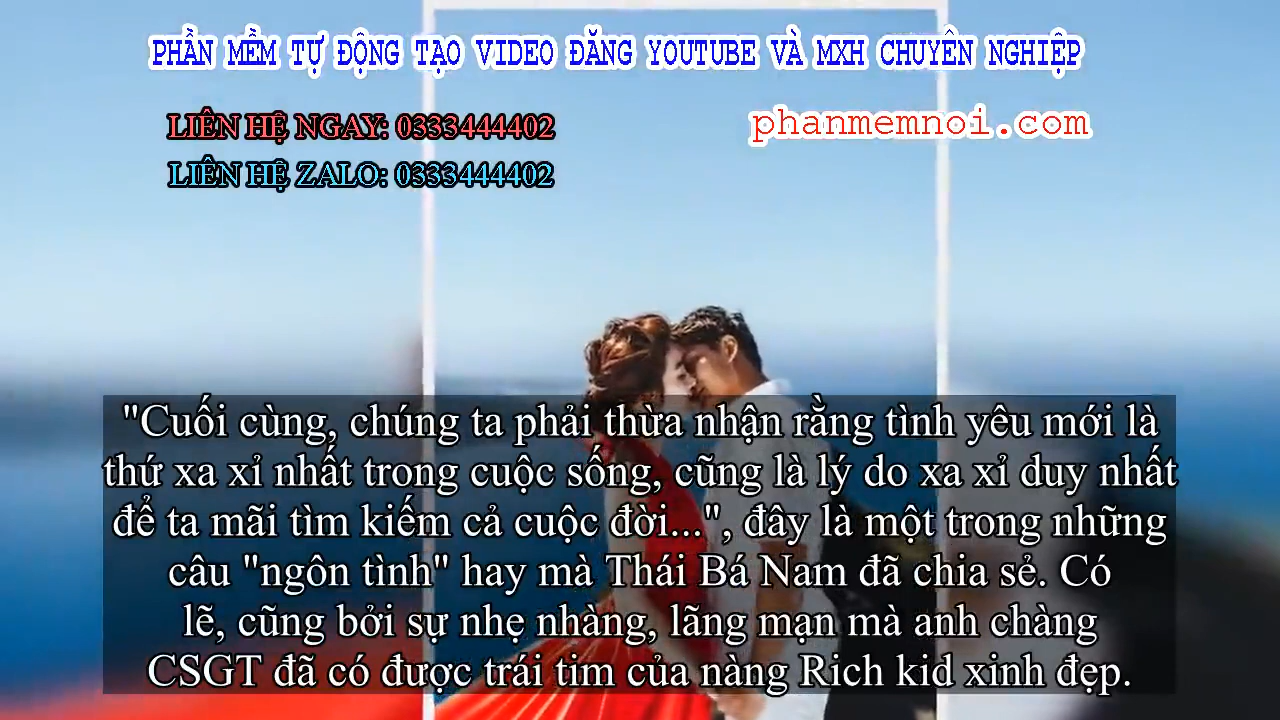 PHẦN MỀM TỰ ĐỘNG TẠO VIDEO ĐĂNG YOUTUBE VÀ MXH CHUYÊN NGHIỆP
LIÊN HỆ NGAY: 0333444402
phanmemnoi.com
LIÊN HỆ ZALO: 0333444402
"Cuối cùng, chúng ta phải thừa nhận rằng tình yêu mới là
thứ xa xỉ nhất trong cuộc sống, cũng là lý do xa xỉ duy nhất
để ta mãi tìm kiếm cả cuộc đời...", đây là một trong những
câu "ngôn tình" hay mà Thái Bá Nam đã chia sẻ. Có
lẽ, cũng bởi sự nhẹ nhàng, lãng mạn mà anh chàng
CSGT đã có được trái tim của nàng Rich kid xinh đẹp.